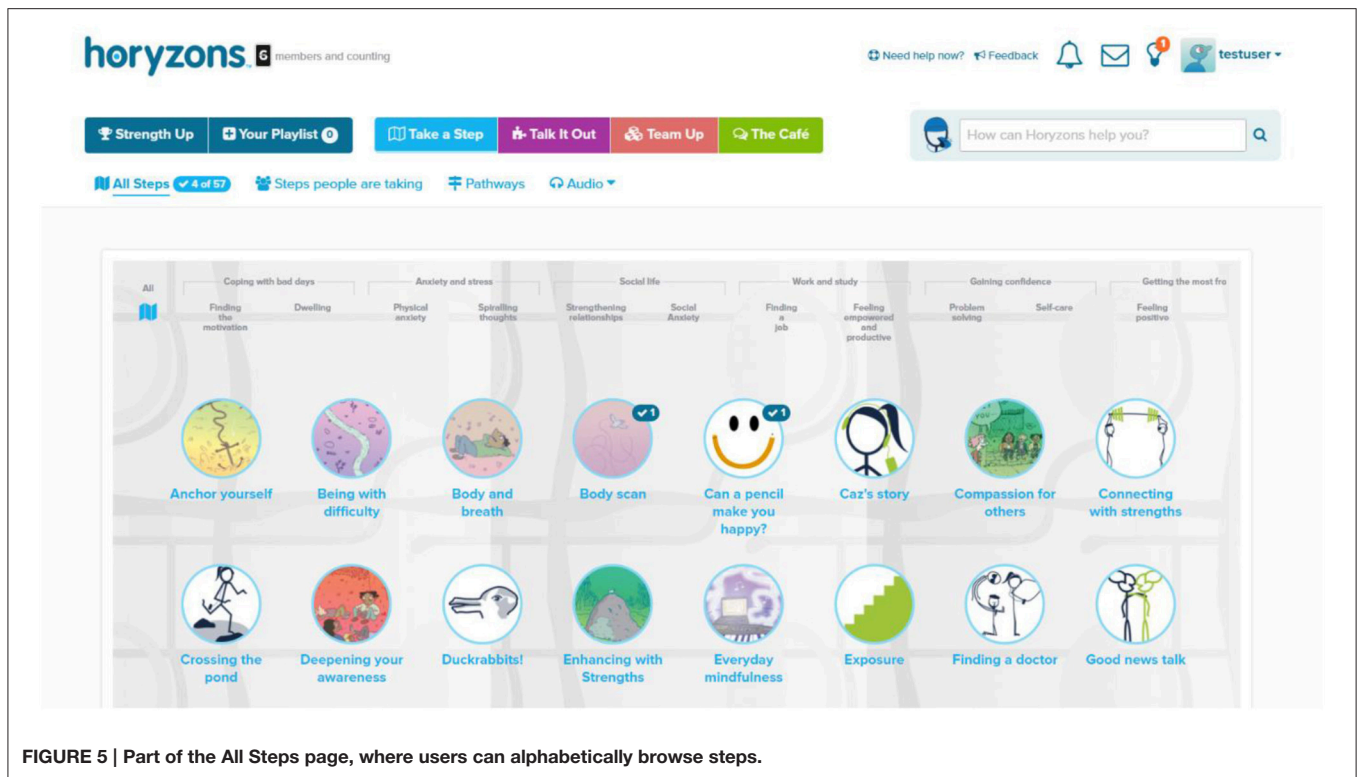 horyzons 6 members and counting
Need help now? Feedback 1 testuser
Strength Up Your Playlist 0 Take a Step Talk It Out Team Up The Café How can Horyzons help you?
All Steps 4 of 57 Steps people are taking Pathways Audio
All Coping with bad days Anxiety and stress Social life Work and study Gaining confidence Getting the most fro
Finding Dwelling Physical Spiralling Strengthening Social Finding Feeling Problem Self-care Feeling
the anxiety thoughts relationships Anxiety a empowered solving positive
motivation job and
productive
1 1
Anchor yourself Being with Body and Body scan Can a pencil Caz's story Compassion for Connecting
difficulty breath make you others with strengths
happy?
Crossing the Deepening your Duckrabbits! Enhancing with Everyday Exposure Finding a doctor Good news talk
pond awareness Strengths mindfulness
FIGURE 5 | Part of the All Steps page, where users can alphabetically browse steps.